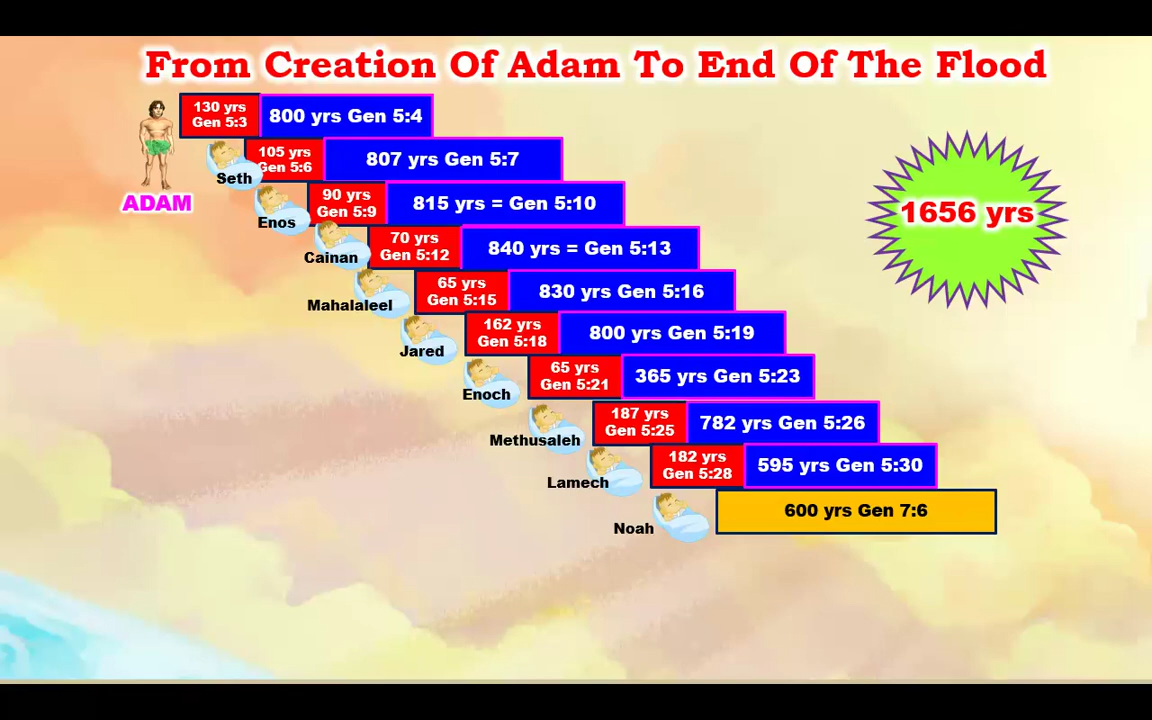 From Creation Of Adam To End Of The Flood
130 yrs
Gen 5:3
800 yrs Gen 5:4
ADAM
Seth
105 yrs
Gen 5:6
807 yrs Gen 5:7
1656 yrs
Enos
90 yrs
Gen 5:9
815 yrs = Gen 5:10
Cainan
70 yrs
Gen 5:12
840 yrs = Gen 5:13
Mahalaleel
65 yrs
Gen 5:15
830 yrs Gen 5:16
Jared
162 yrs
Gen 5:18
800 yrs Gen 5:19
Enoch
65 yrs
Gen 5:21
365 yrs Gen 5:23
Methusaleh
187 yrs
Gen 5:25
782 yrs Gen 5:26
Lamech
182 yrs
Gen 5:28
595 yrs Gen 5:30
Noah
600 yrs Gen 7:6